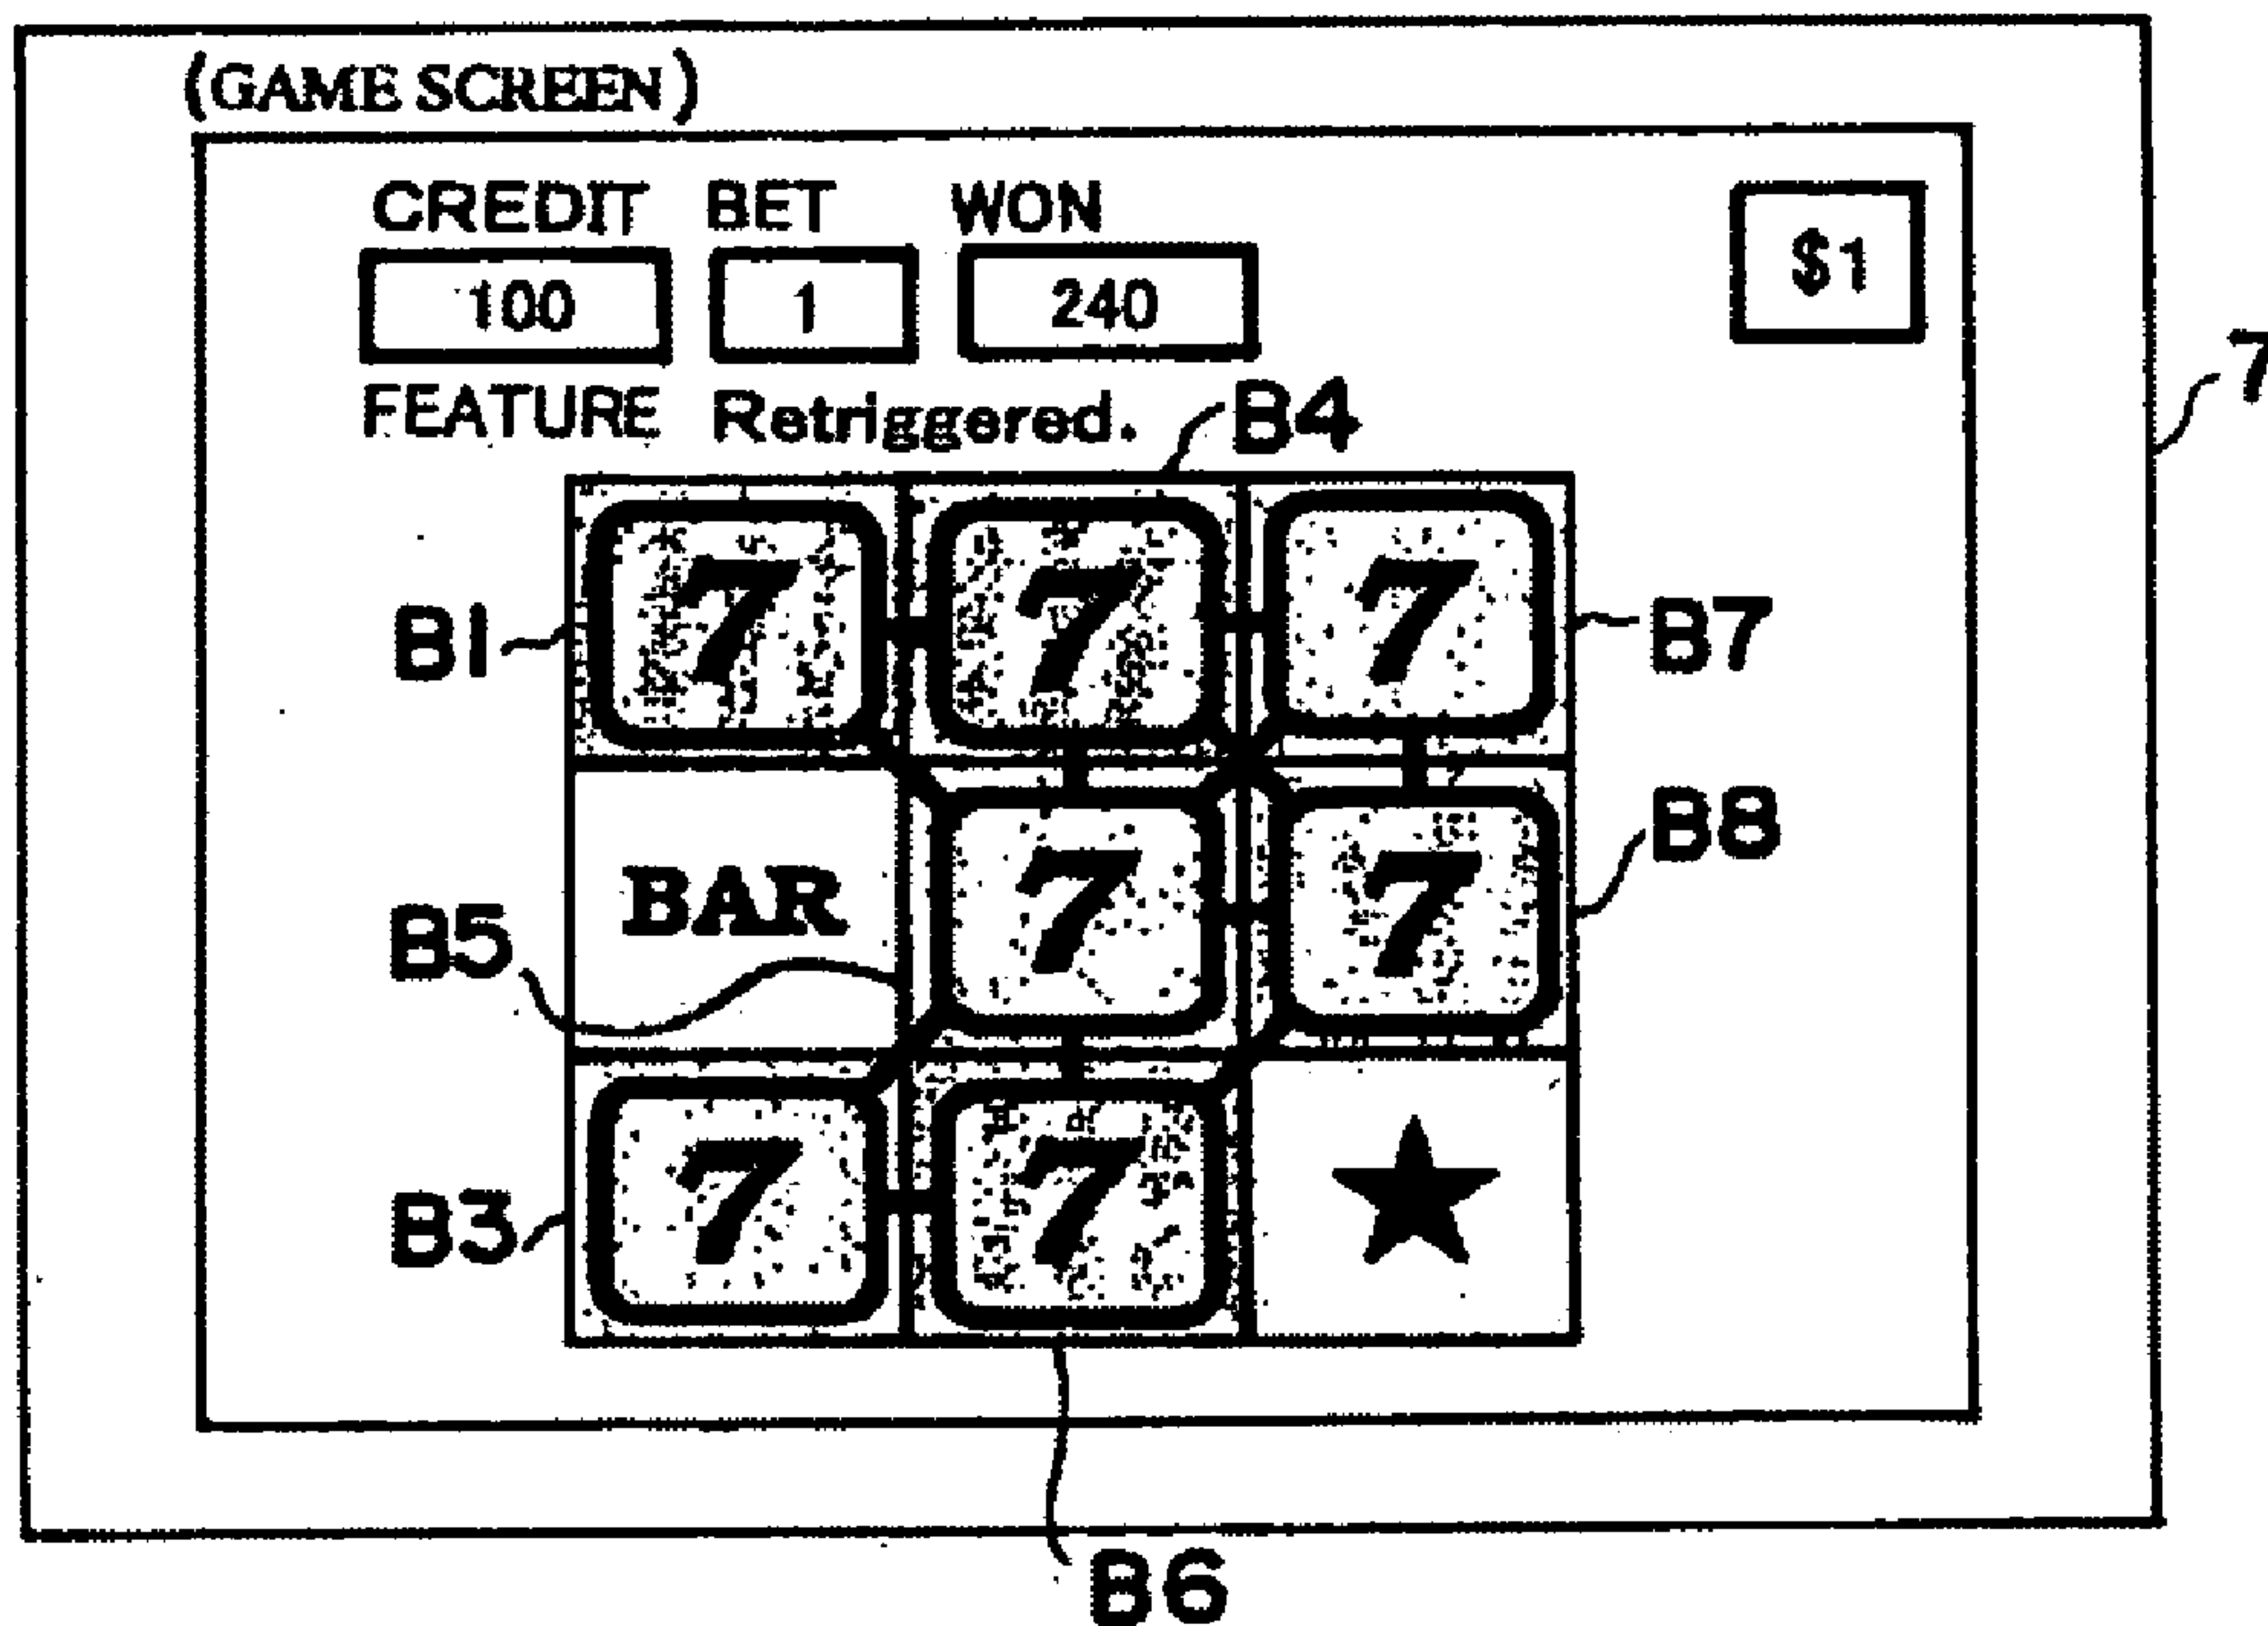 (GAME SCREEN)
CREDIT BET WON
100 1 240 $1
7
FEATURE Retriggered. B4
B1 7 7 7 B7
B8
BAR 7 7
B5
B3 7 7
B6